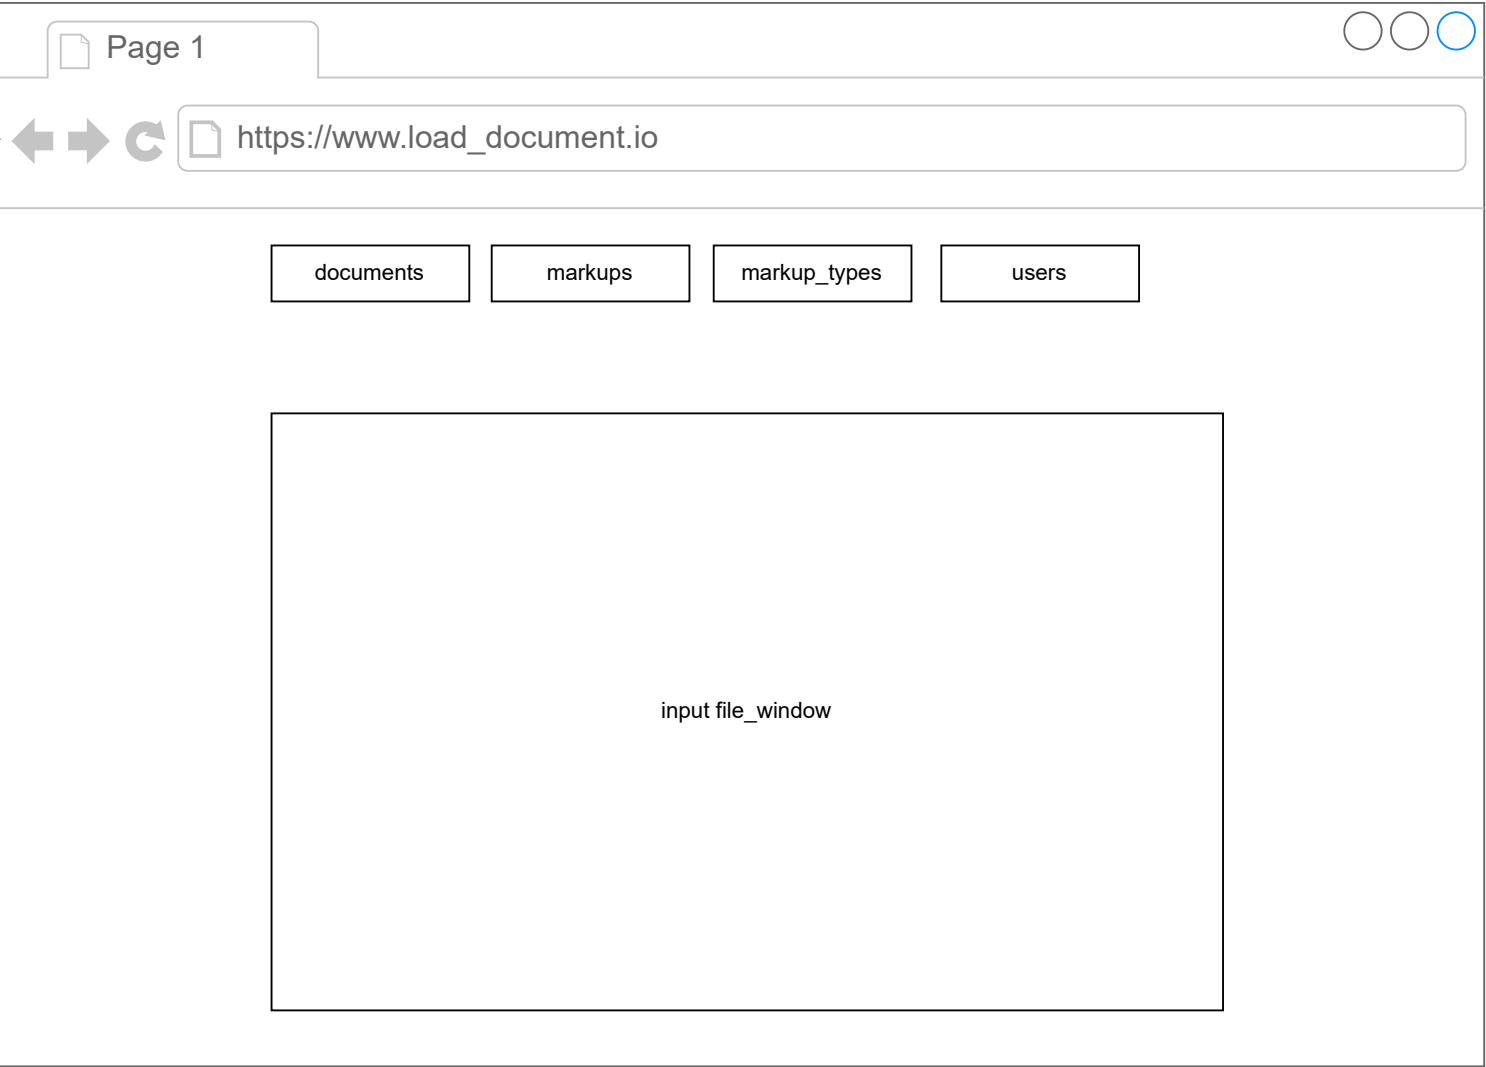 Page 1
https://www.load_document.io
documents
markups
markup_types
users
input file_window